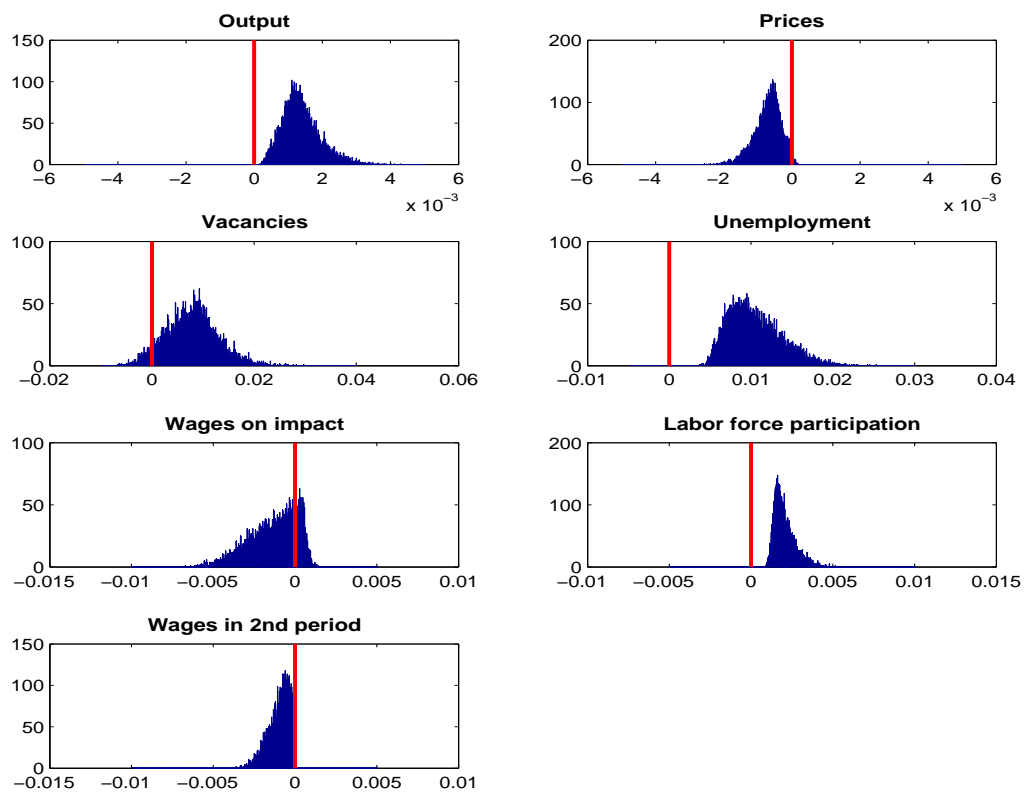 Output
150
100
50
0
−6 −4 −2 0 2 4 6
x 10−3
Prices
200
100
0
−6 −4 −2 0 2 4 6
x 10−3
Vacancies
100
50
0
−0.02 0 0.02 0.04 0.06
Unemployment
100
50
0
−0.01 0 0.01 0.02 0.03 0.04
Wages on impact
100
50
0
−0.015 −0.01 −0.005 0 0.005 0.01
Labor force participation
200
100
0
−0.01 −0.005 0 0.005 0.01 0.015
Wages in 2nd period
150
100
50
0
−0.015 −0.01 −0.005 0 0.005 0.01